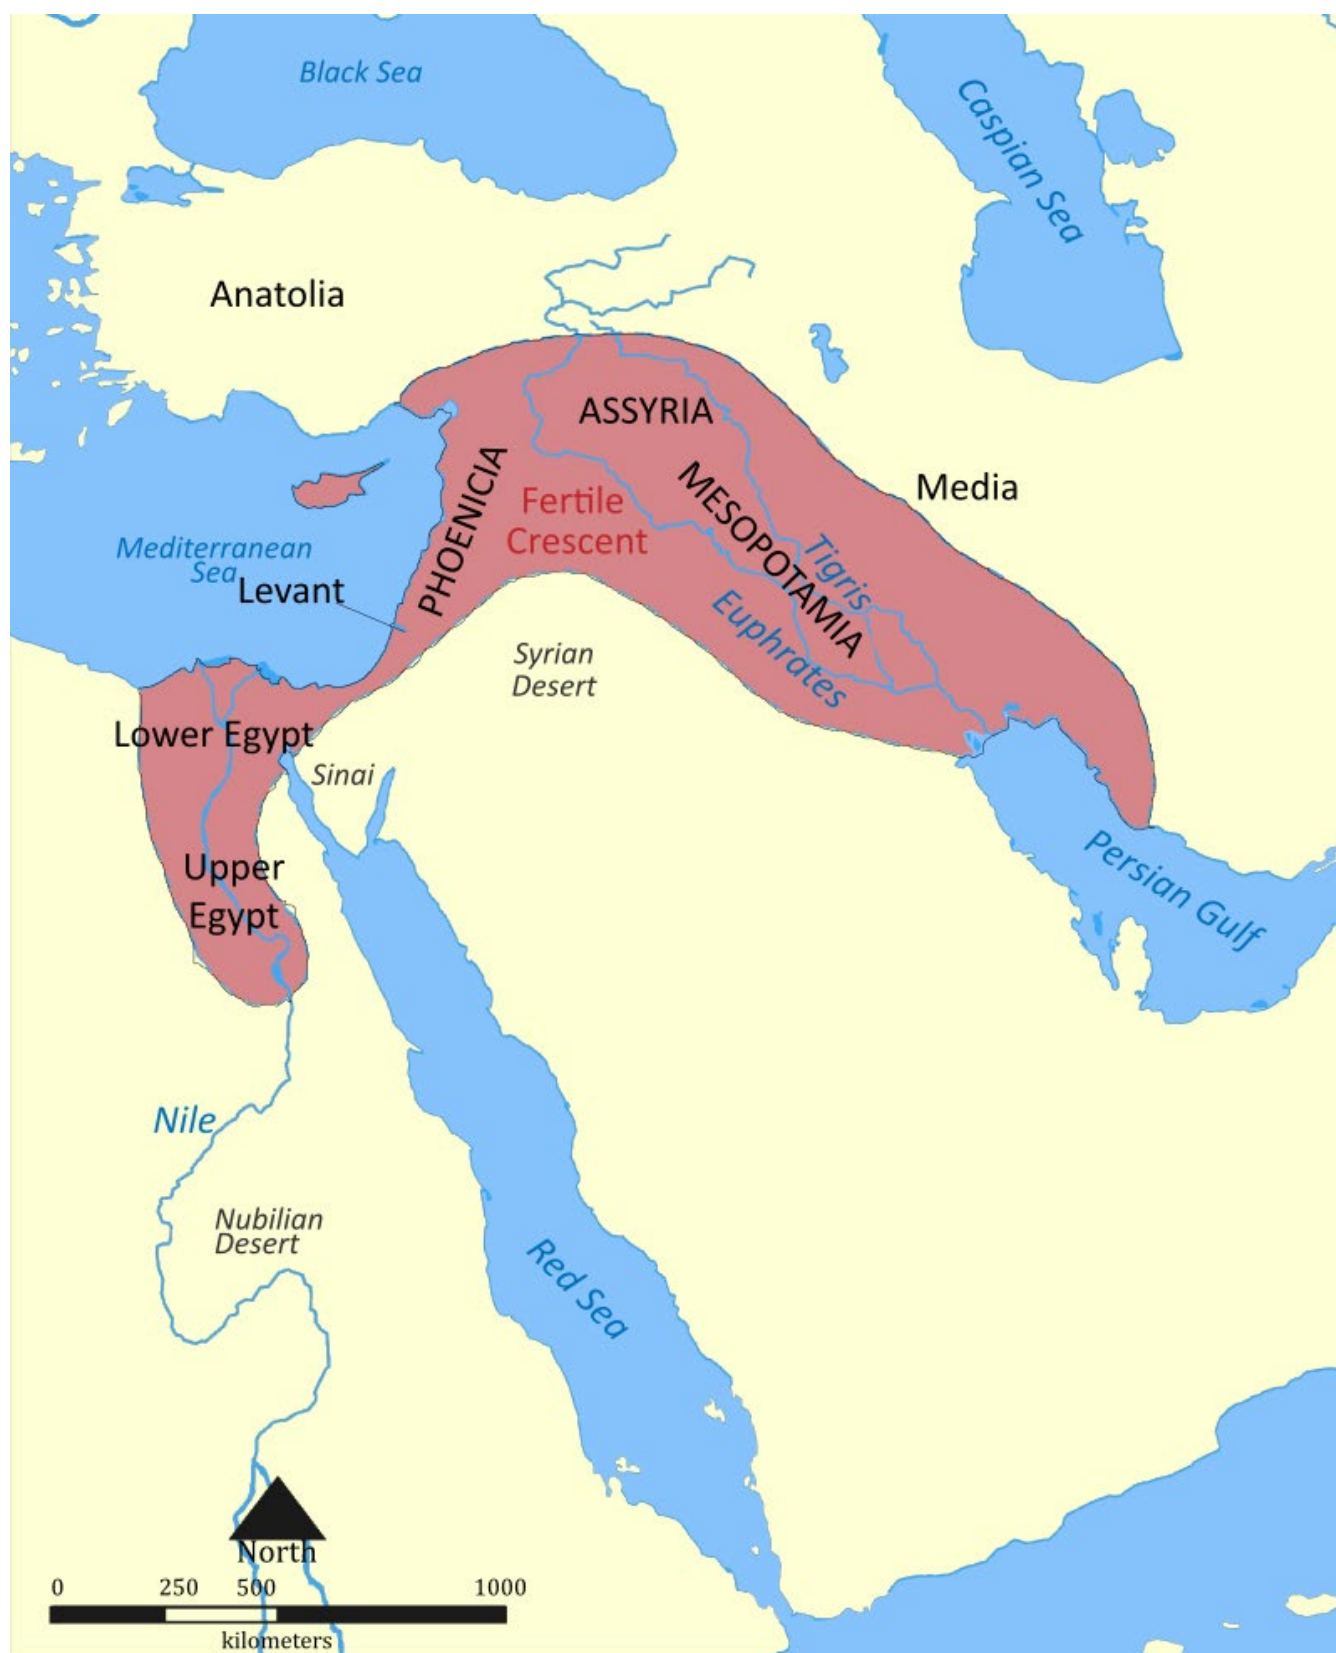 Black Sea
Caspian Sea
Anatolia
ASSYRIA
Media
PHOENICIA
Fertile
Crescent
MESOPOTAMIA
Tigris
Mediterranean
Sea
Levant
Euphrates
Syrian
Desert
Lower Egypt
Sinai
Upper
Egypt
Persian Gulf
Nile
Nubilian
Desert
Red Sea
North
0 250 500 1000
kilometers